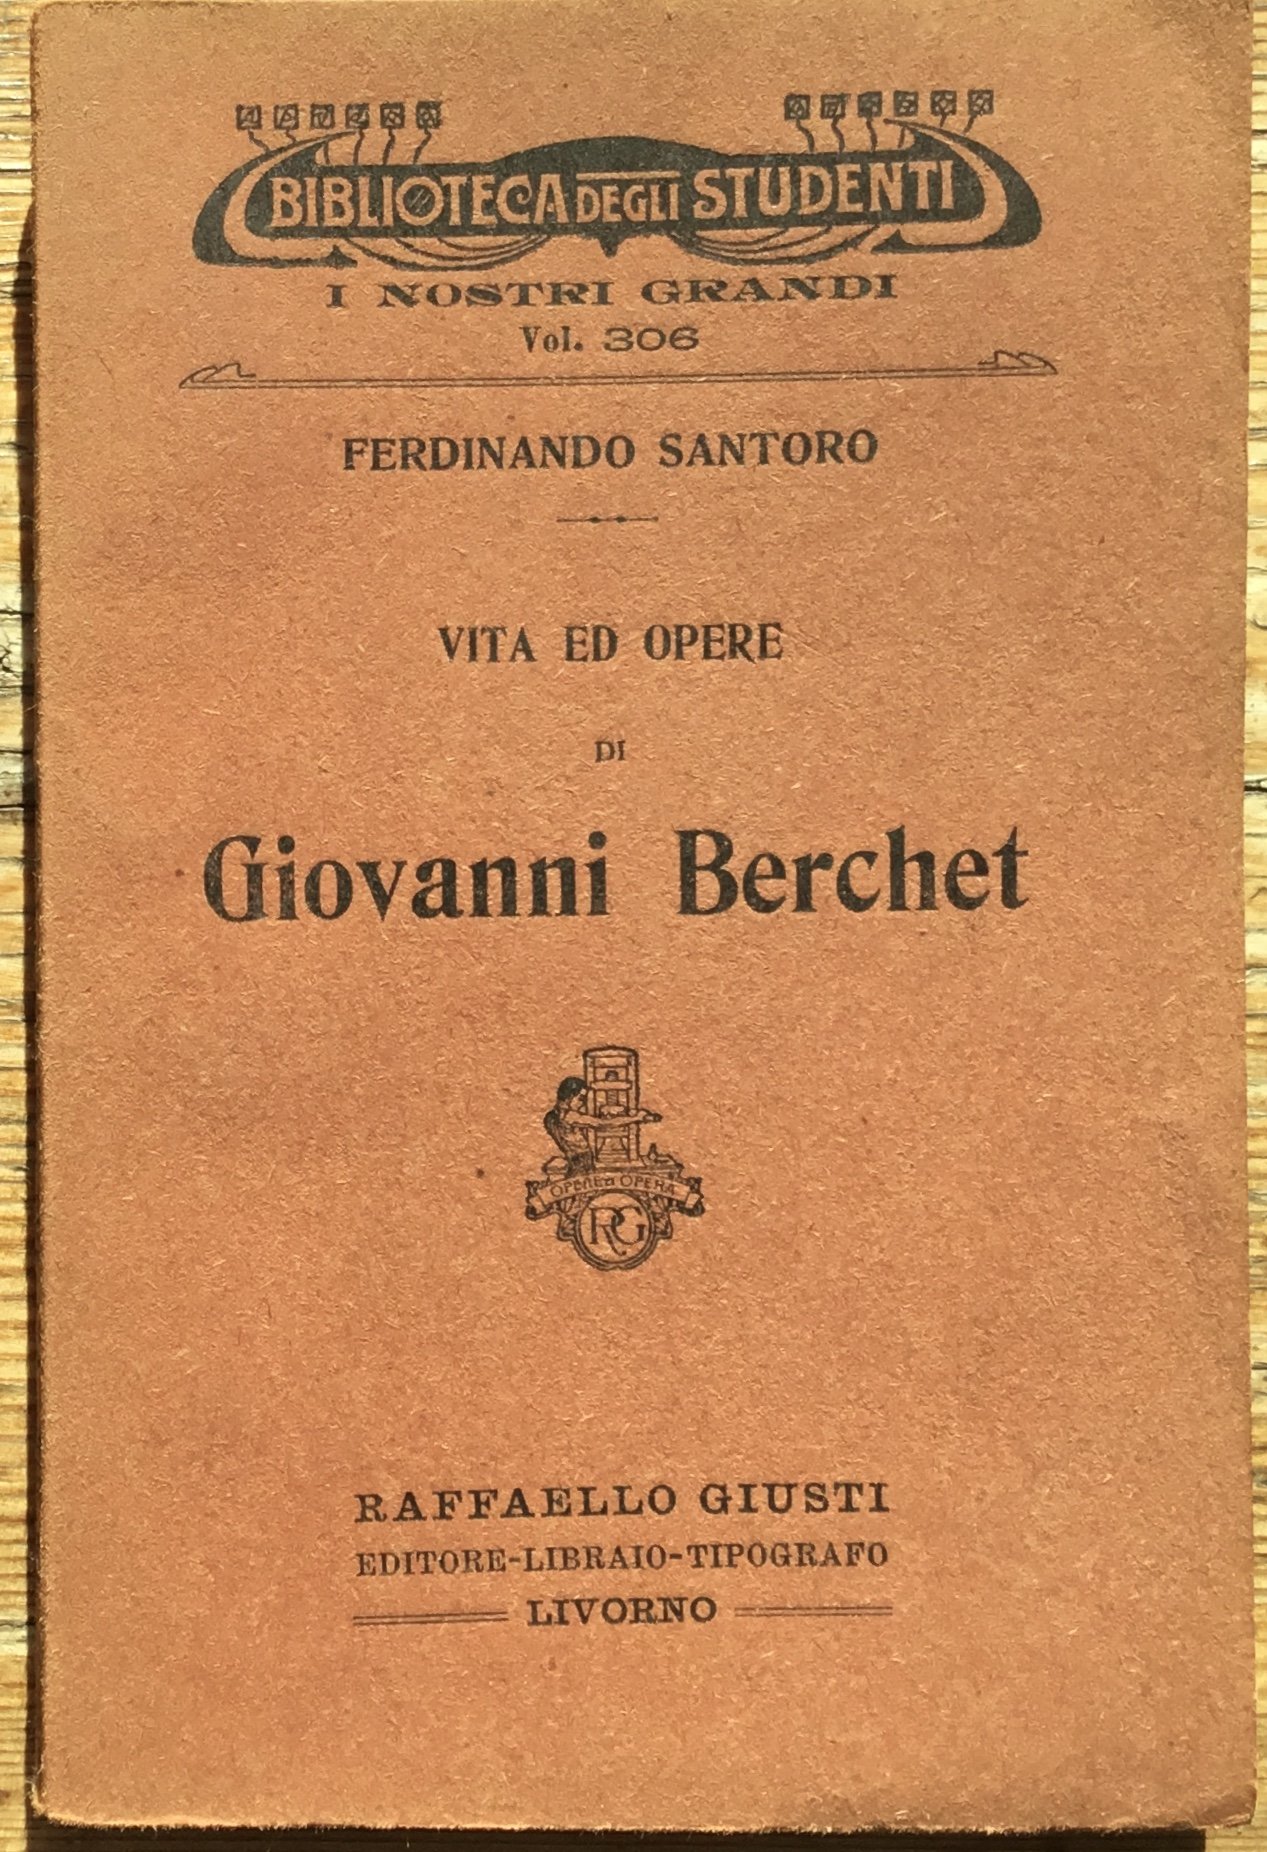 BIBLIOTECA DEGLI STUDENTI
I NOSTRI GRANDI
Vol. 306
FERDINANDO SANTORO
VITA ED OPERE
DI
Giovanni Berchet
OPERE ET OPERA
RG
RAFFAELLO GIUSTI
EDITORE-LIBRAIO-TIPOGRAFO
LIVORNO